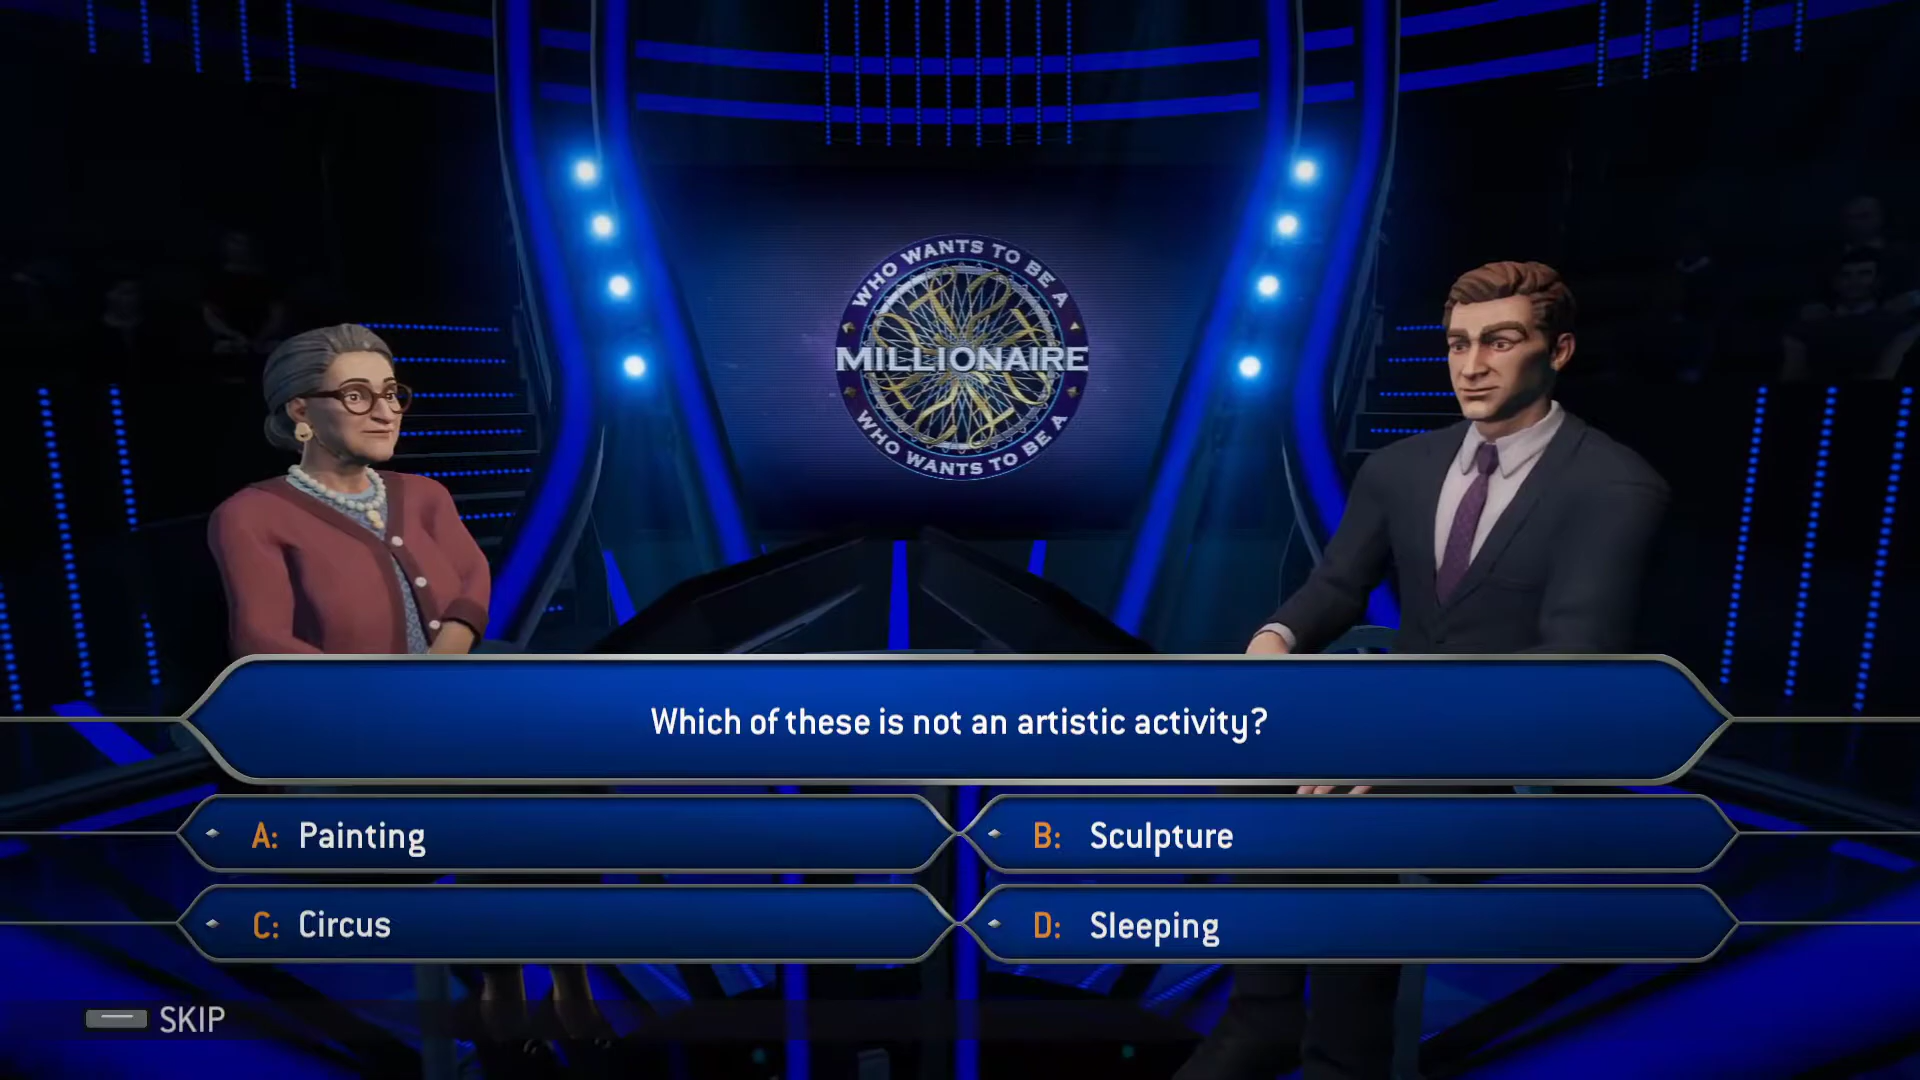 WHO WANTS TO BE A
MILLIONAIRE
WHO WANTS TO BE A
Which of these is not an artistic activity?
A: Painting
B: Sculpture
C: Circus
D: Sleeping
SKIP